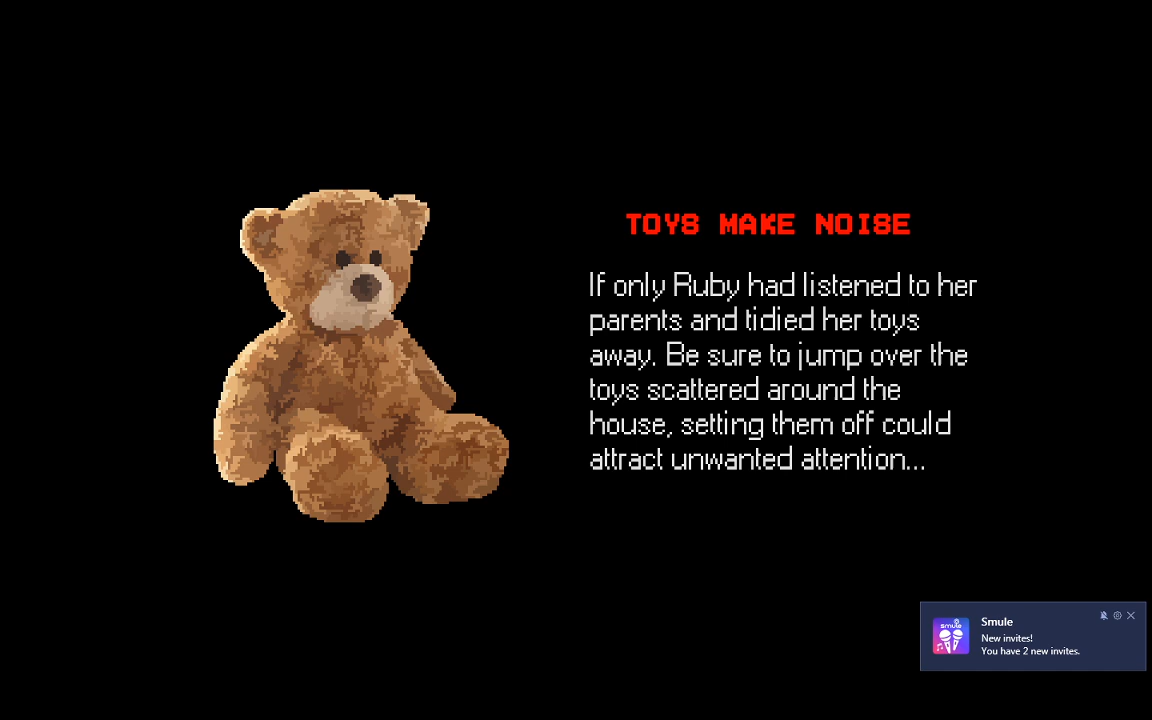 TOYS MAKE NOISE
If only Ruby had listened to her
parents and tidied her toys
away. Be sure to jump over the
toys scattered around the
house, setting them off could
attract unwanted attention...
Smule
smule
New invites!
You have 2 new invites.